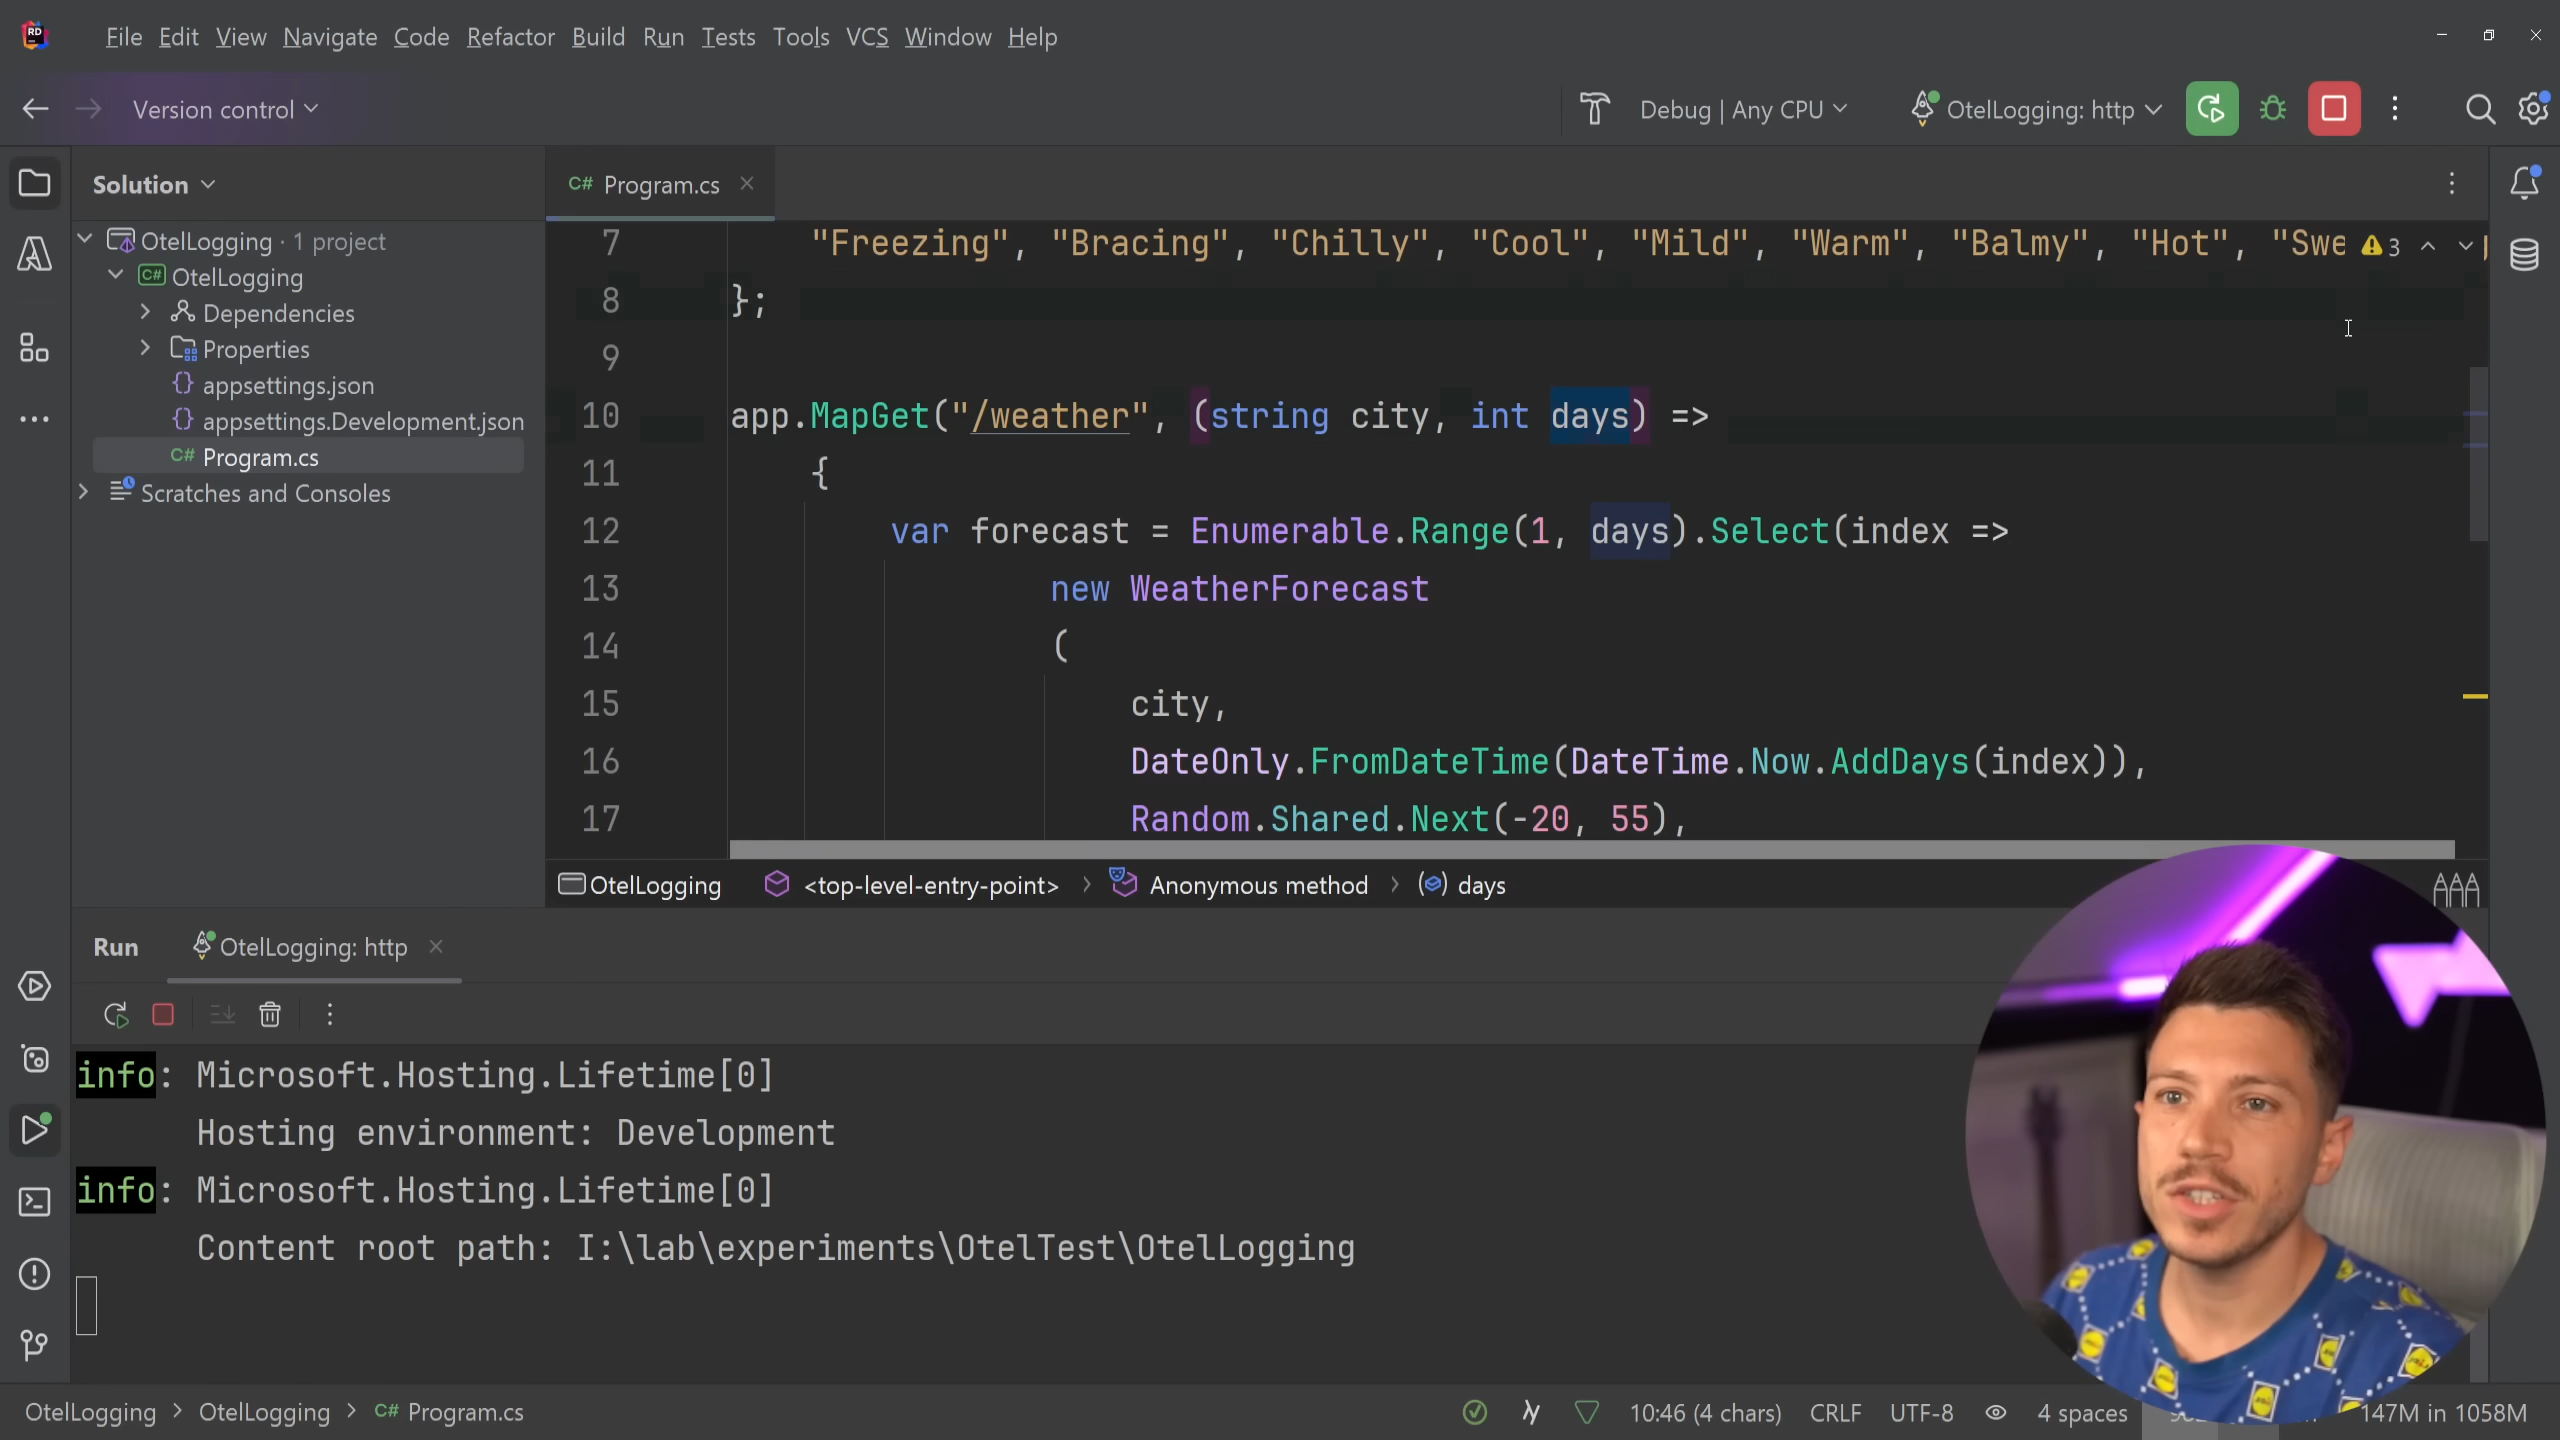 RD
File Edit View Navigate Code Refactor Build Run Tests Tools VCS Window Help
Version control
Debug | Any CPU
OtelLogging: http
Solution
C# Program.cs
OtelLogging · 1 project
C# OtelLogging
Dependencies
Properties
{} appsettings.json
{} appsettings.Development.json
C# Program.cs
Scratches and Consoles
7 "Freezing", "Bracing", "Chilly", "Cool", "Mild", "Warm", "Balmy", "Hot", "Swe
3
8 };
9
10 app.MapGet("/weather", (string city, int days) =>
11 {
12 var forecast = Enumerable.Range(1, days).Select(index =>
13 new WeatherForecast
14 (
15 city,
16 DateOnly.FromDateTime(DateTime.Now.AddDays(index)),
17 Random.Shared.Next(-20, 55),
OtelLogging <top-level-entry-point> Anonymous method days
Run OtelLogging: http
info: Microsoft.Hosting.Lifetime[0]
Hosting environment: Development
info: Microsoft.Hosting.Lifetime[0]
Content root path: I:\lab\experiments\OtelTest\OtelLogging
OtelLogging > OtelLogging > C# Program.cs
10:46 (4 chars) CRLF UTF-8 4 spaces 147M in 1058M